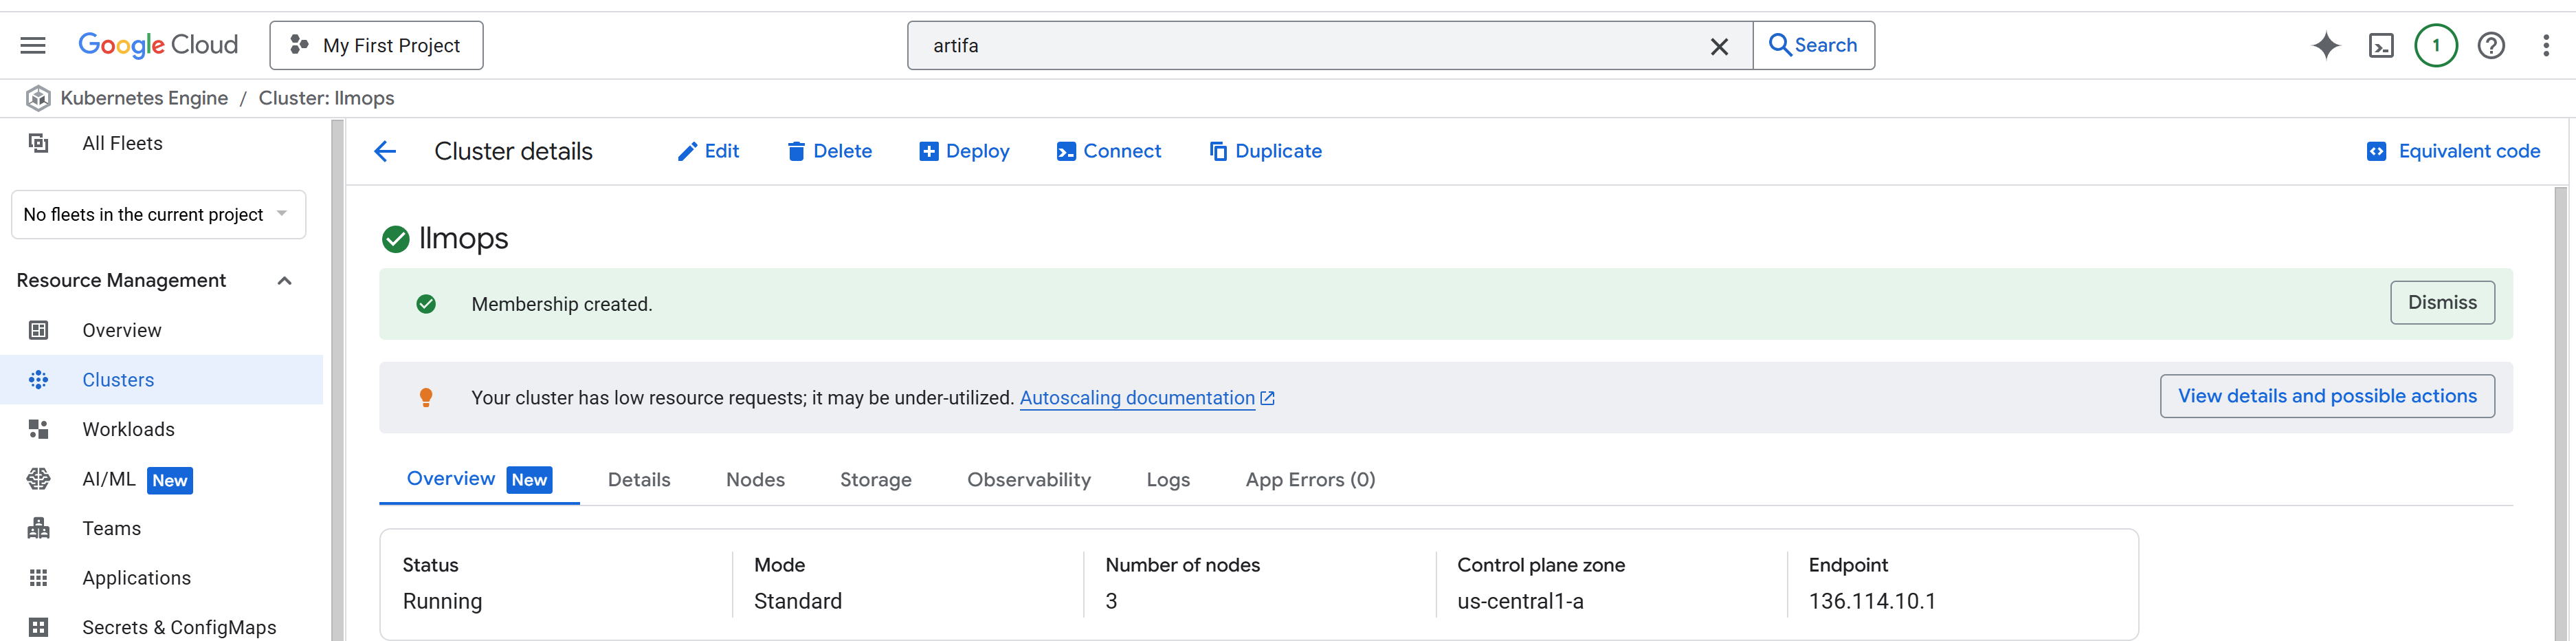 Google Cloud
My First Project
artifa
Search
1
Kubernetes Engine / Cluster: llmops
All Fleets
No fleets in the current project
Resource Management
Overview
Clusters
Workloads
AI/ML New
Teams
Applications
Secrets & ConfigMaps
Cluster details
Edit
Delete
Deploy
Connect
Duplicate
Equivalent code
llmops
Membership created.
Dismiss
Your cluster has low resource requests; it may be under-utilized. Autoscaling documentation
View details and possible actions
Overview New
Details
Nodes
Storage
Observability
Logs
App Errors (0)
Status
Running
Mode
Standard
Number of nodes
3
Control plane zone
us-central1-a
Endpoint
136.114.10.1